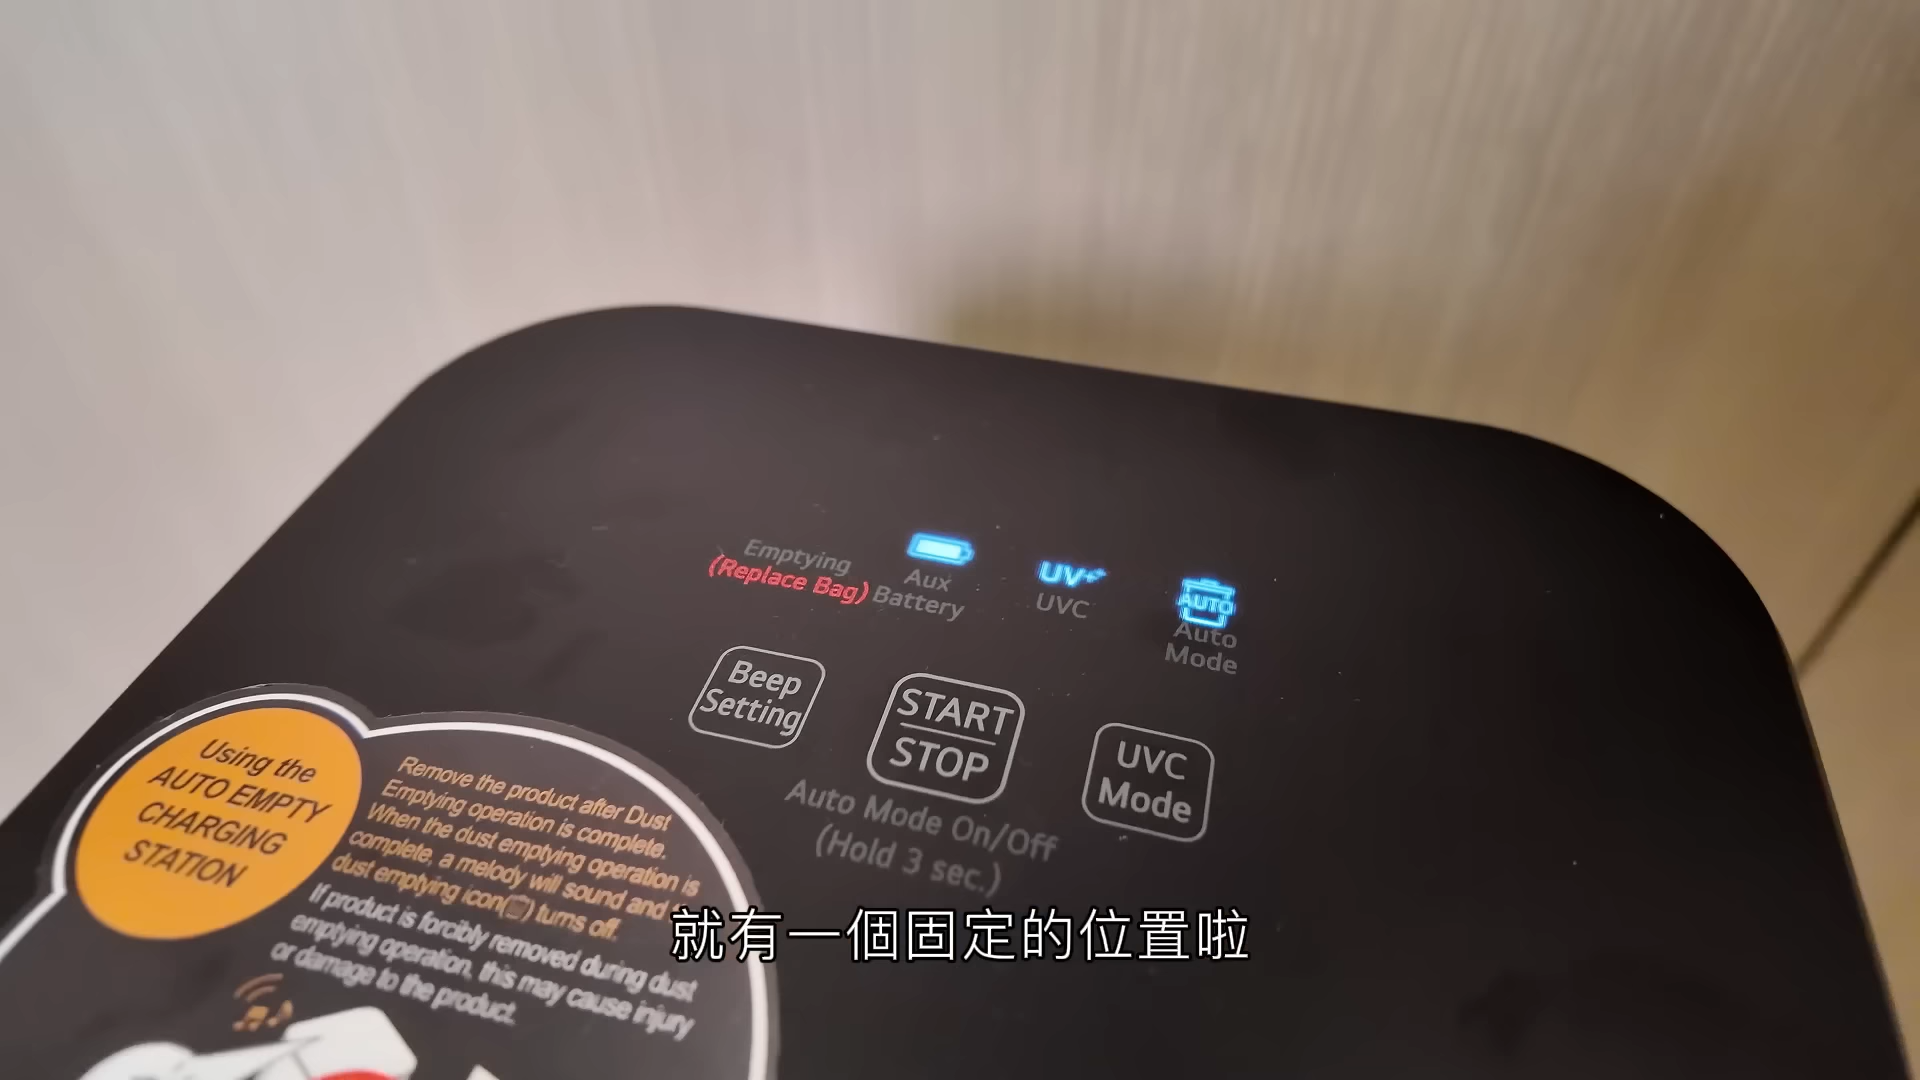 Emptying
(Replace Bag)
Aux
Battery
UV
UVC
AUTO
Auto
Mode
Beep
Setting
START
STOP
UVC
Mode
Auto Mode On/Off
(Hold 3 sec.)
Using the
AUTO EMPTY
CHARGING
STATION
Remove the product after Dust
Emptying operation is complete.
When the dust emptying operation is
complete, a melody will sound and
dust emptying icon( ) turns off.
If product is forcibly removed during dust
emptying operation, this may cause injury
or damage to the product.
就有一個固定的位置啦